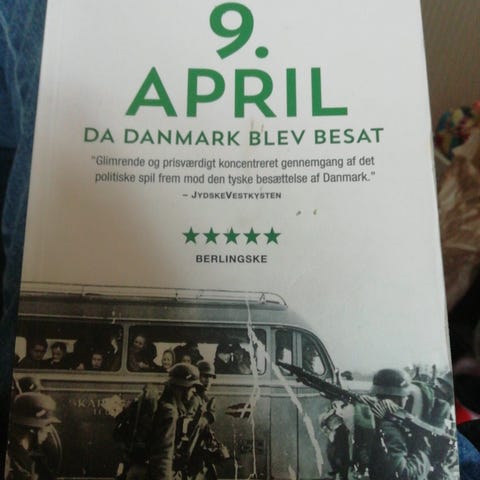 9.
APRIL
DA DANMARK BLEV BESAT
"Glimrende og prisværdigt koncentreret gennemgang af det
politiske spil frem mod den tyske besættelse af Danmark."
– JYDSKEVESTKYSTEN
BERLINGSKE